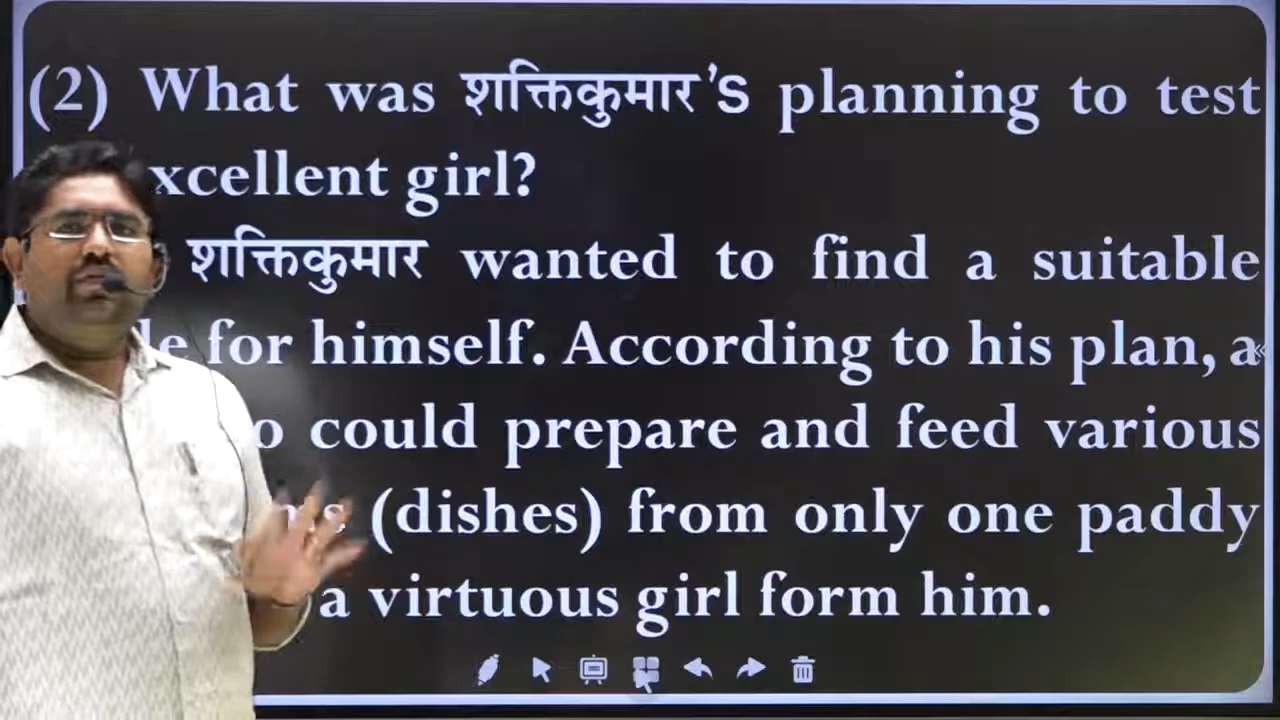 (2) What was शक्तिकुमार's planning to test
xcellent girl?
शक्तिकुमार wanted to find a suitable
le for himself. According to his plan, a
o could prepare and feed various
(dishes) from only one paddy
a virtuous girl form him.